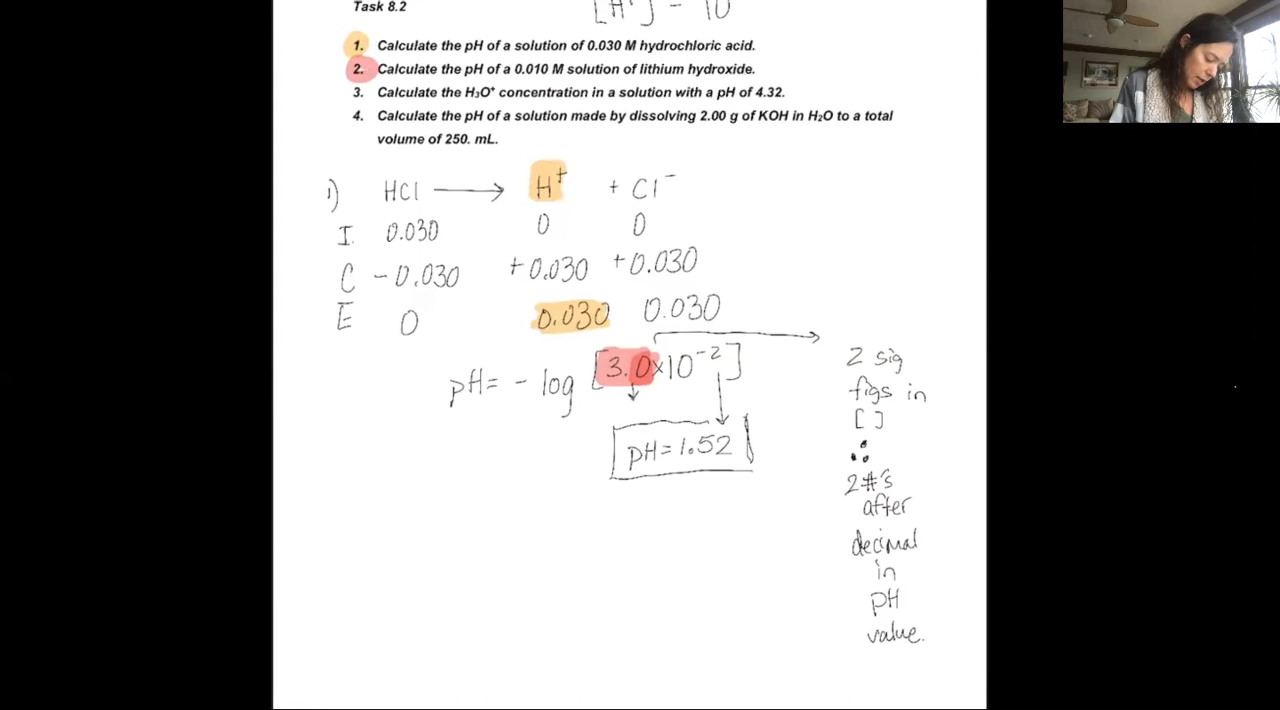 Task 8.2
[H⁺] = 10
1. Calculate the pH of a solution of 0.030 M hydrochloric acid.
2. Calculate the pH of a 0.010 M solution of lithium hydroxide.
3. Calculate the H₃O⁺ concentration in a solution with a pH of 4.32.
4. Calculate the pH of a solution made by dissolving 2.00 g of KOH in H₂O to a total
volume of 250. mL.
1) HCl ⟶ H⁺ + Cl⁻
I. 0.030 0 0
C -0.030 +0.030 +0.030
E 0 0.030 0.030
pH = - log [3.0x10⁻²]
pH = 1.52
2 sig
figs in
[ ]
∴
2 #'s
after
decimal
in
pH
value.